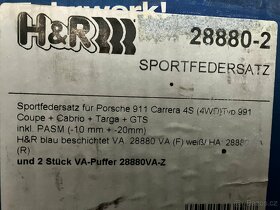 H&R
28880-2
SPORTFEDERSATZ
Sportfedersatz für Porsche 911 Carrera 4S (4WD)Typ 991
Coupe + Cabrio + Targa + GTS
inkl. PASM (-10 mm + -20mm)
H&R blau beschichtet VA. 28880 VA (F) weiß/ HA:
(R)
und 2 Stück VA-Puffer 28880VA-Z